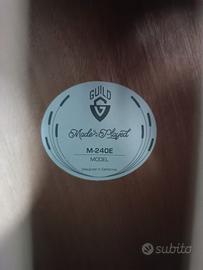 GUILD
G
Made to be Played
M-240E
MODEL
Designed in California
subito